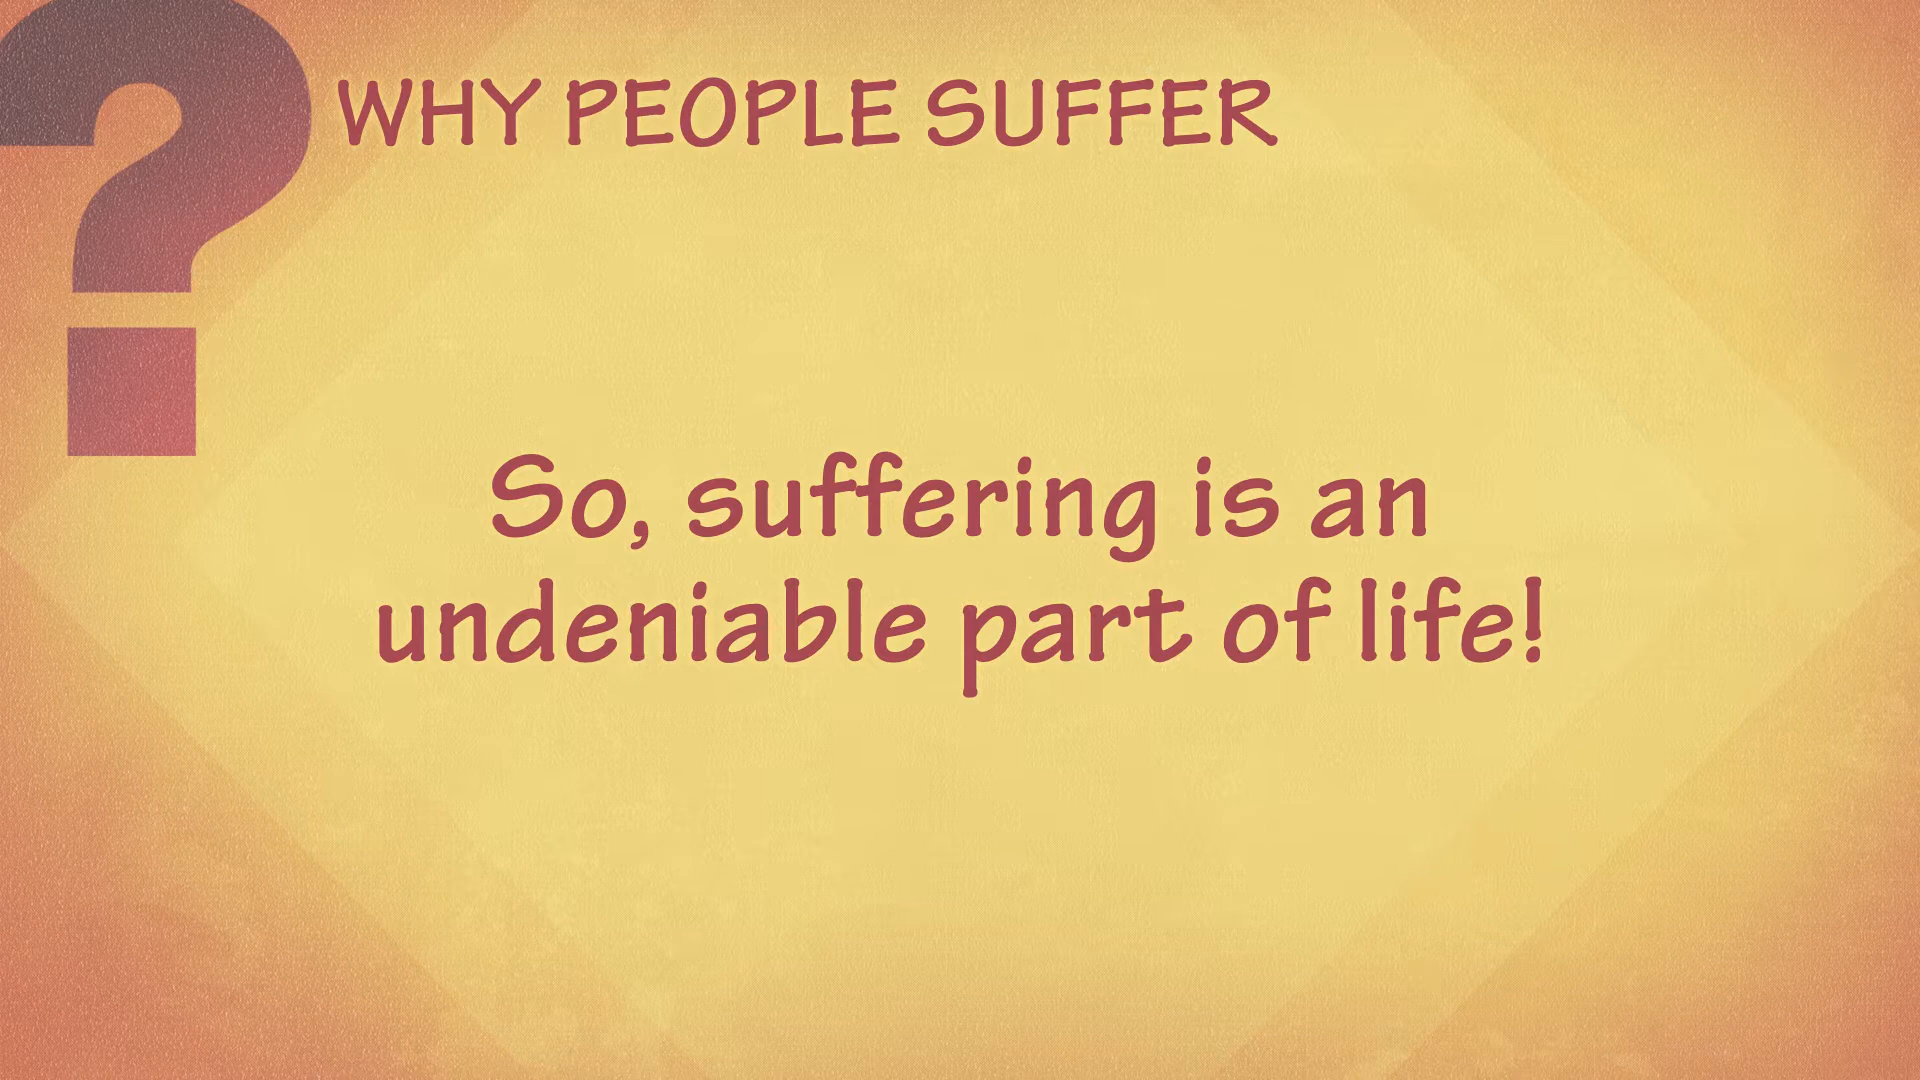 ?
WHY PEOPLE SUFFER
So, suffering is an
undeniable part of life!